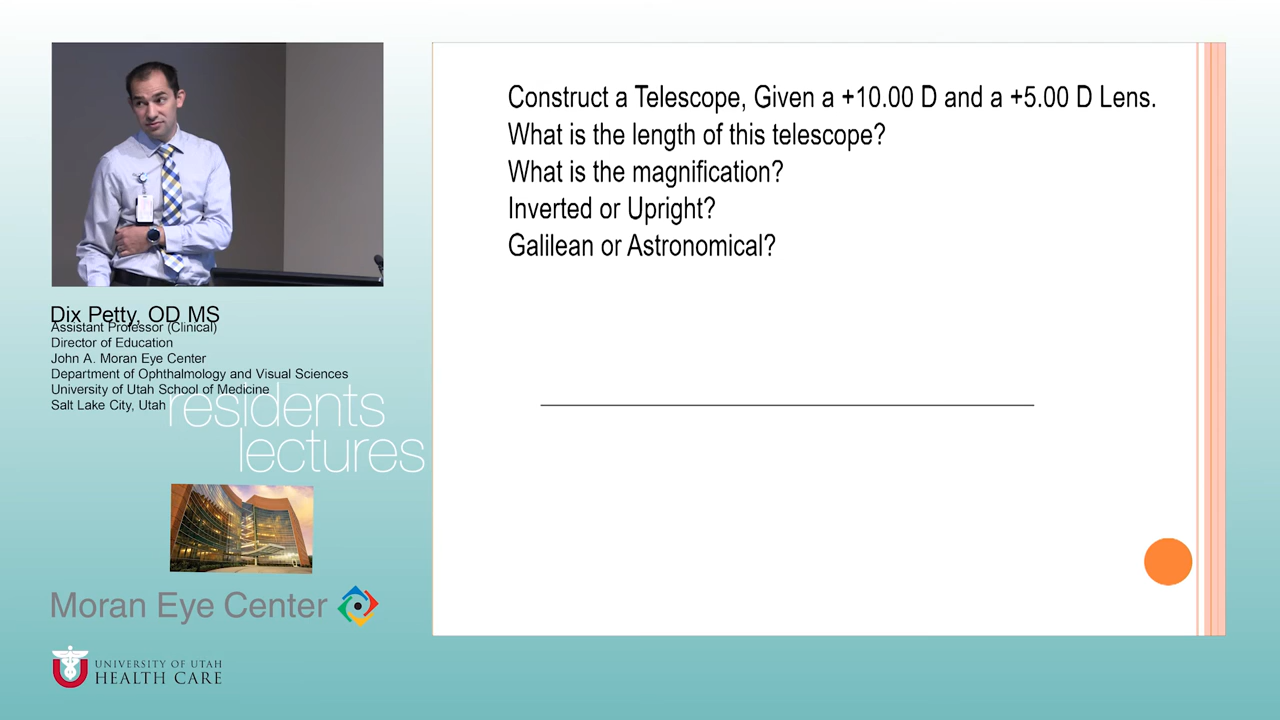 Construct a Telescope, Given a +10.00 D and a +5.00 D Lens.
What is the length of this telescope?
What is the magnification?
Inverted or Upright?
Galilean or Astronomical?
Dix Petty, OD MS
Assistant Professor (Clinical)
Director of Education
John A. Moran Eye Center
Department of Ophthalmology and Visual Sciences
University of Utah School of Medicine
Salt Lake City, Utah
residents
lectures
Moran Eye Center
UNIVERSITY OF UTAH
HEALTH CARE